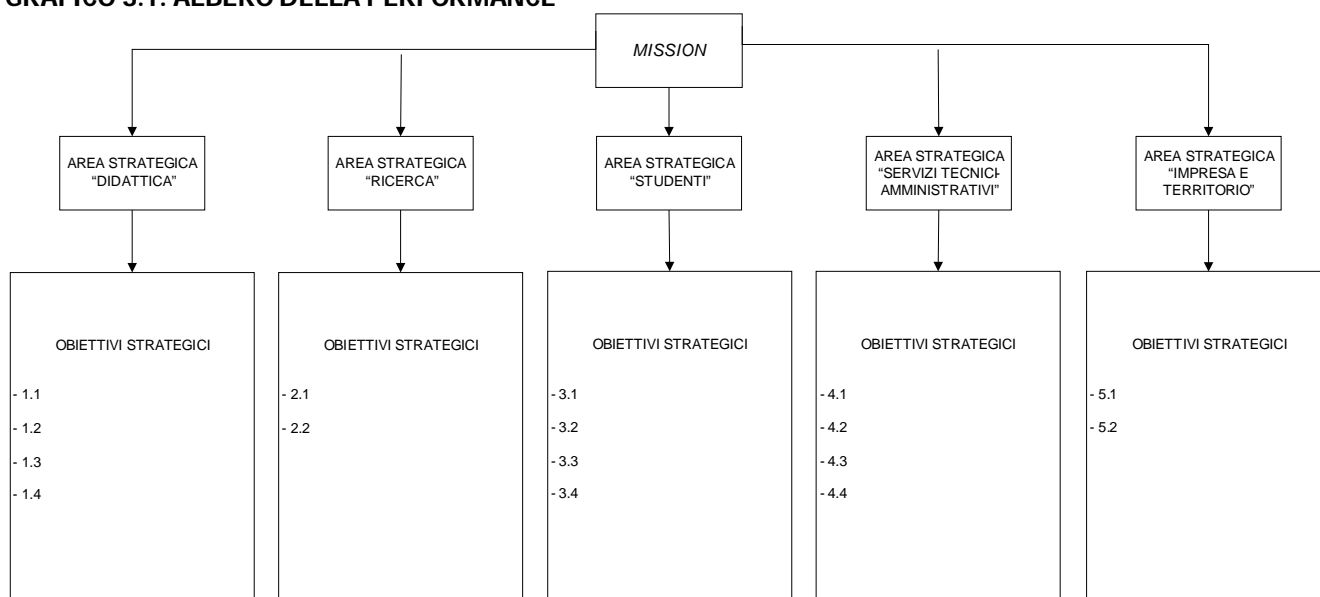 GRAFICO 3.1: ALBERO DELLA PERFORMANCE
MISSION
AREA STRATEGICA
“DIDATTICA”
AREA STRATEGICA
“RICERCA”
AREA STRATEGICA
“STUDENTI”
AREA STRATEGICA
“SERVIZI TECNICI-
AMMINISTRATIVI”
AREA STRATEGICA
“IMPRESA E
TERRITORIO”
OBIETTIVI STRATEGICI
- 1.1
- 1.2
- 1.3
- 1.4
OBIETTIVI STRATEGICI
- 2.1
- 2.2
OBIETTIVI STRATEGICI
- 3.1
- 3.2
- 3.3
- 3.4
OBIETTIVI STRATEGICI
- 4.1
- 4.2
- 4.3
- 4.4
OBIETTIVI STRATEGICI
- 5.1
- 5.2